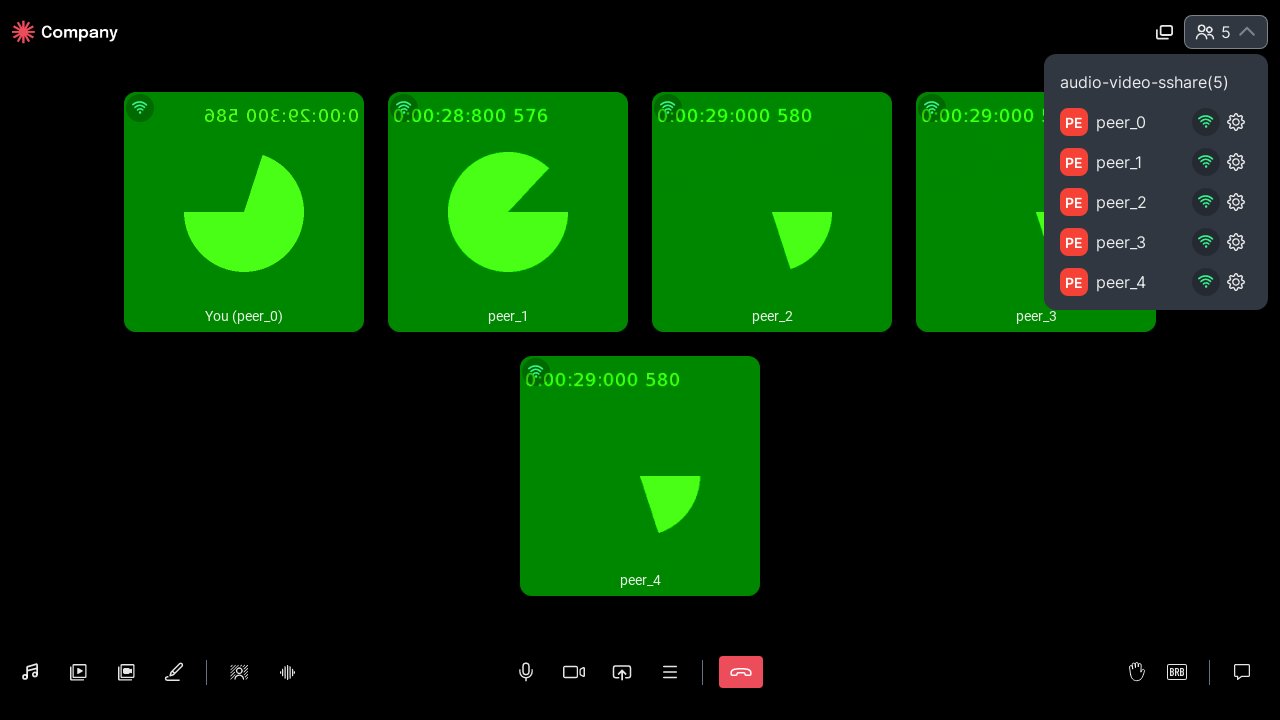 Company
5
audio-video-sshare(5)
PE peer_0
PE peer_1
PE peer_2
PE peer_3
PE peer_4
0:00:29:300 586
0:00:28:800 576
0:00:29:000 580
0:00:29:000
You (peer_0)
peer_1
peer_2
peer_3
0:00:29:000 580
peer_4
BRB